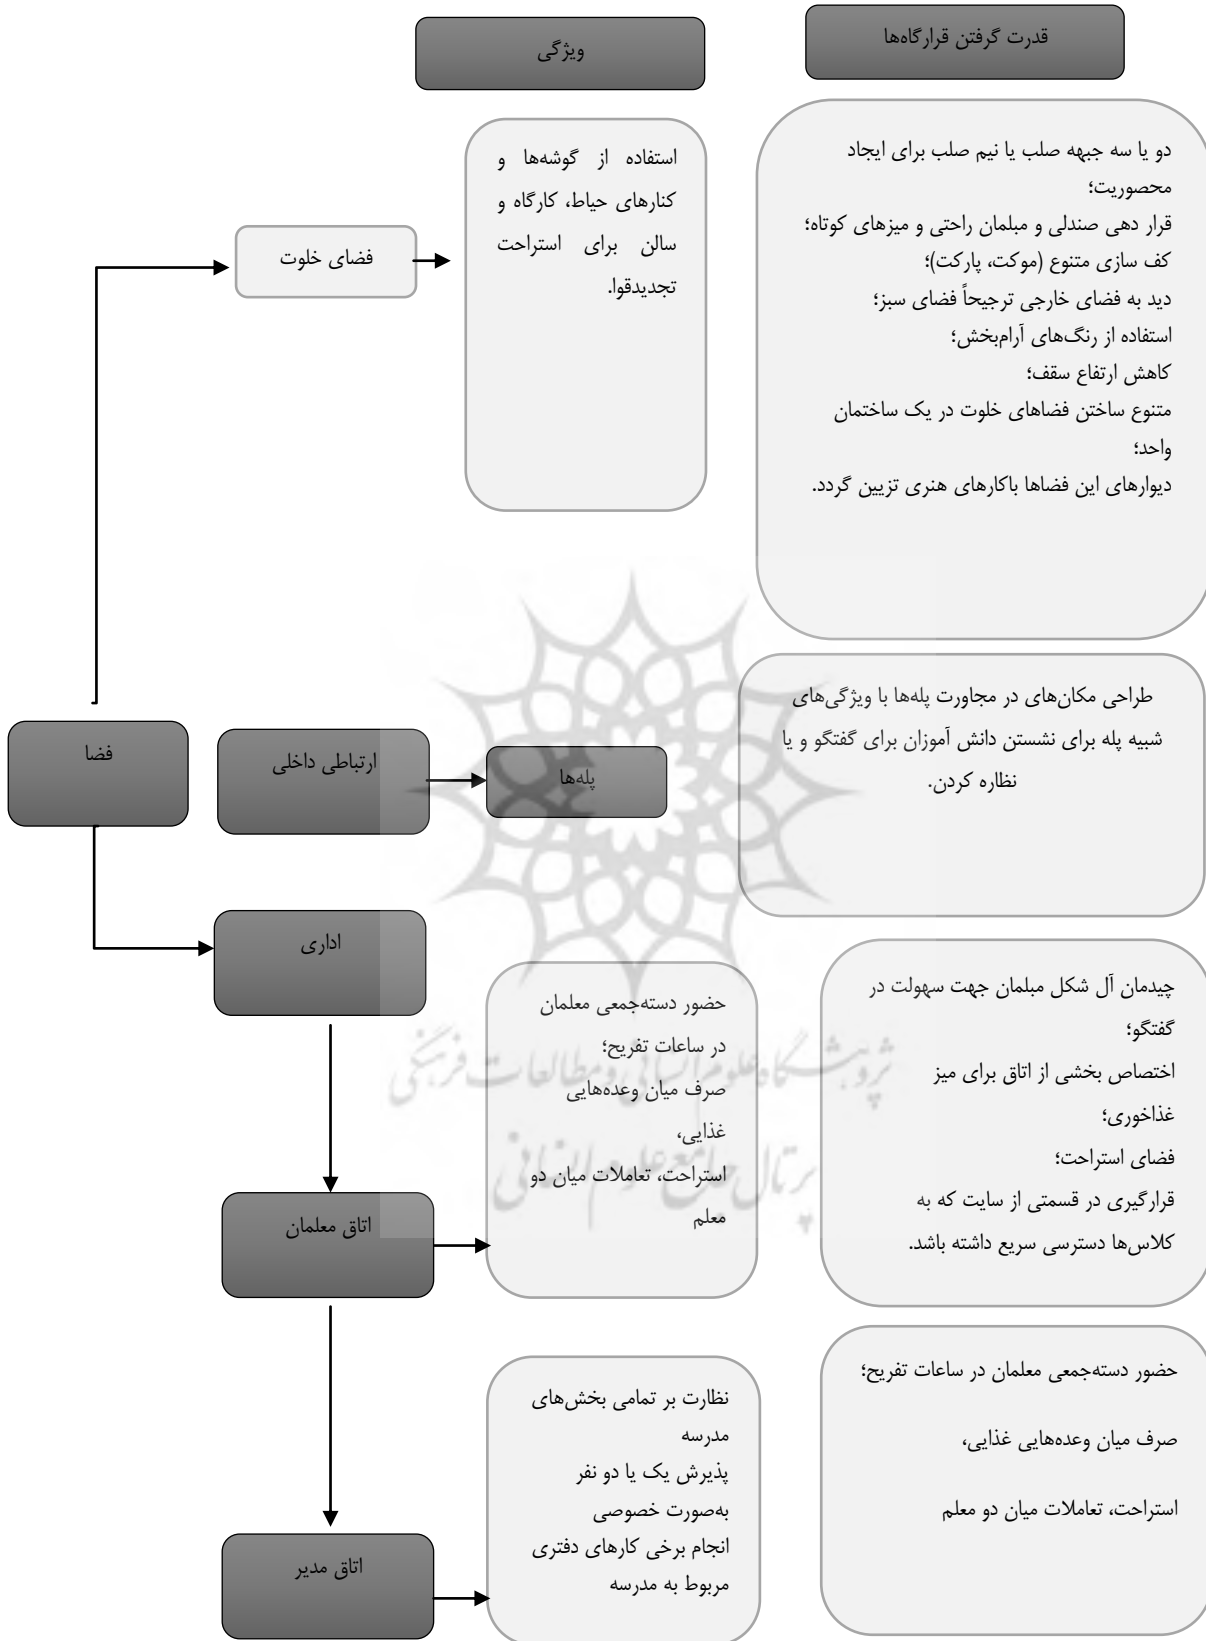 قدرت گرفتن قرارگاه‌ها
ویژگی
دو یا سه جبهه صلب یا نیم صلب برای ایجاد
محصوریت؛
قرار دهی صندلی و مبلمان راحتی و میزهای کوتاه؛
کف سازی متنوع (موکت، پارکت)؛
دید به فضای خارجی ترجیحاً فضای سبز؛
استفاده از رنگ‌های آرام‌بخش؛
کاهش ارتفاع سقف؛
متنوع ساختن فضاهای خلوت در یک ساختمان
واحد؛
دیوارهای این فضاها باکارهای هنری تزیین گردد.
استفاده از گوشه‌ها و
کنارهای حیاط، کارگاه و
سالن برای استراحت
تجدیدقوا.
فضای خلوت
طراحی مکان‌های در مجاورت پله‌ها با ویژگی‌های
شبیه پله برای نشستن دانش آموزان برای گفتگو و یا
نظاره کردن.
پله‌ها
ارتباطی داخلی
فضا
اداری
چیدمان آل شکل مبلمان جهت سهولت در
گفتگو؛
اختصاص بخشی از اتاق برای میز
غذاخوری؛
فضای استراحت؛
قرارگیری در قسمتی از سایت که به
کلاس‌ها دسترسی سریع داشته باشد.
حضور دسته‌جمعی معلمان
در ساعات تفریح؛
صرف میان وعده‌هایی
غذایی،
استراحت، تعاملات میان دو
معلم
اتاق معلمان
پژوهشگاه علوم انسانی و مطالعات فرهنگی
پرتال جامع علوم انسانی
حضور دسته‌جمعی معلمان در ساعات تفریح؛
صرف میان وعده‌هایی غذایی،
استراحت، تعاملات میان دو معلم
نظارت بر تمامی بخش‌های
مدرسه
پذیرش یک یا دو نفر
به‌صورت خصوصی
انجام برخی کارهای دفتری
مربوط به مدرسه
اتاق مدیر